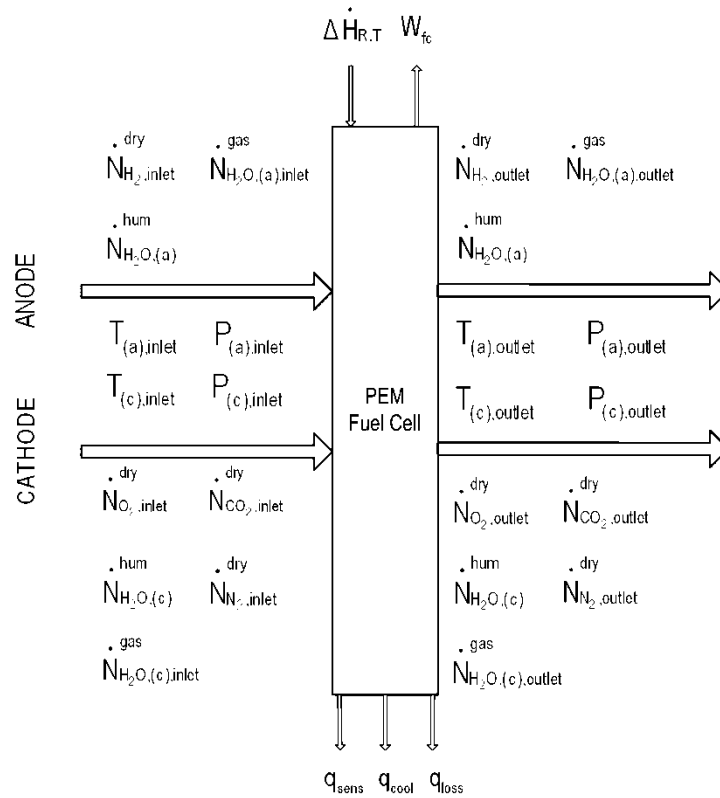 ΔḢR.T Wfc
Ṅ dry H2,inlet Ṅ gas H2O,(a),inlet
Ṅ dry H2,outlet Ṅ gas H2O,(a),outlet
Ṅ hum H2O,(a)
Ṅ hum H2O,(a)
ANODE
T(a),inlet P(a),inlet
T(a),outlet P(a),outlet
PEM
Fuel Cell
T(c),inlet P(c),inlet
T(c),outlet P(c),outlet
CATHODE
Ṅ dry O2,inlet Ṅ dry CO2,inlet
Ṅ dry O2,outlet Ṅ dry CO2,outlet
Ṅ hum H2O,(c) Ṅ dry N2,inlet
Ṅ hum H2O,(c) Ṅ dry N2,outlet
Ṅ gas H2O,(c),inlet
Ṅ gas H2O,(c),outlet
qsens qcool qloss